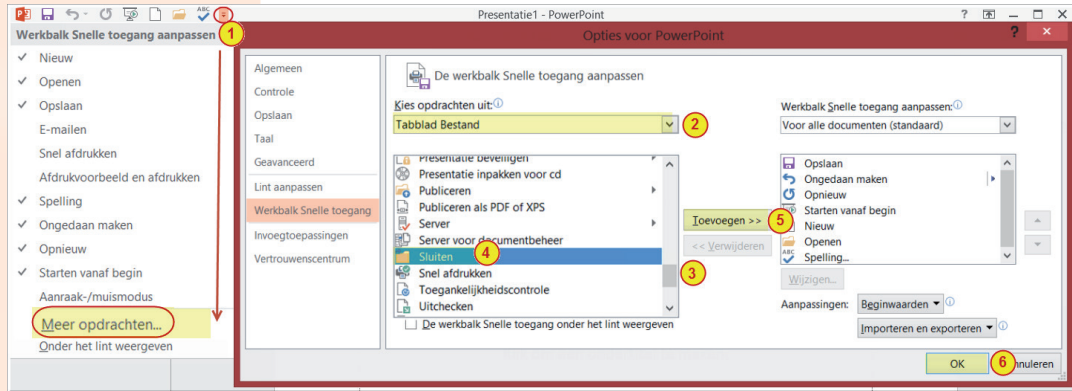 ABC
Presentatie1 - PowerPoint
?
Werkbalk Snelle toegang aanpassen
1
Nieuw
Openen
Opslaan
E-mailen
Snel afdrukken
Afdrukvoorbeeld en afdrukken
Spelling
Ongedaan maken
Opnieuw
Starten vanaf begin
Aanraak-/muismodus
Meer opdrachten...
Onder het lint weergeven
Opties voor PowerPoint
?
Algemeen
Controle
Opslaan
Taal
Geavanceerd
Lint aanpassen
Werkbalk Snelle toegang
Invoegtoepassingen
Vertrouwenscentrum
De werkbalk Snelle toegang aanpassen
Kies opdrachten uit:
Tabblad Bestand
2
Presentatie beveiligen
Presentatie inpakken voor cd
Publiceren
Publiceren als PDF of XPS
Server
Server voor documentbeheer
Sluiten
4
Snel afdrukken
3
Toegankelijkheidscontrole
Uitchecken
De werkbalk Snelle toegang onder het lint weergeven
Toevoegen >>
5
<< Verwijderen
Werkbalk Snelle toegang aanpassen:
Voor alle documenten (standaard)
Opslaan
Ongedaan maken
Opnieuw
Starten vanaf begin
Nieuw
Openen
ABC
Spelling...
Wijzigen...
Aanpassingen:
Beginwaarden
Importeren en exporteren
OK
6
nnuleren